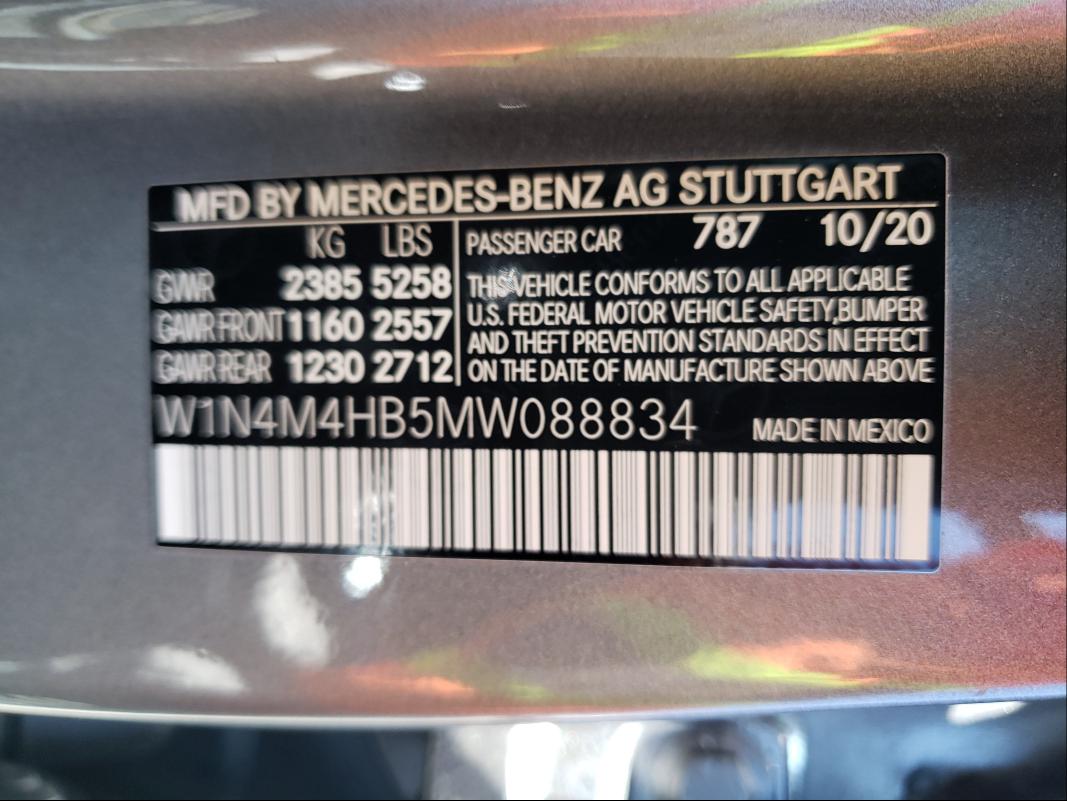 MFD BY MERCEDES-BENZ AG STUTTGART
KG LBS
GWR 2385 5258
GAWR FRONT 1160 2557
GAWR REAR 1230 2712
PASSENGER CAR 787 10/20
THIS VEHICLE CONFORMS TO ALL APPLICABLE
U.S. FEDERAL MOTOR VEHICLE SAFETY,BUMPER
AND THEFT PREVENTION STANDARDS IN EFFECT
ON THE DATE OF MANUFACTURE SHOWN ABOVE
W1N4M4HB5MW088834 MADE IN MEXICO